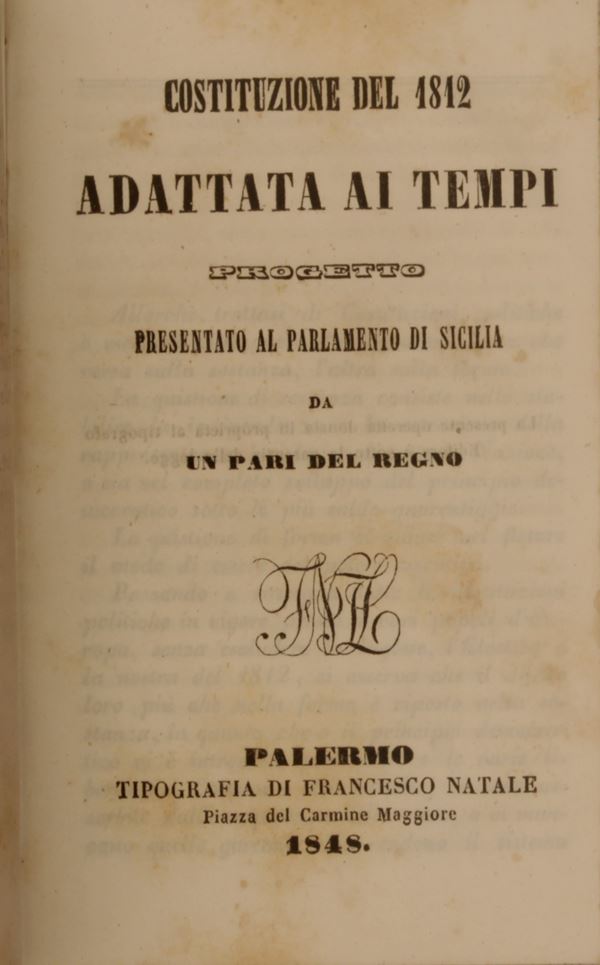 COSTITUZIONE DEL 1812
ADATTATA AI TEMPI
PROGETTO
PRESENTATO AL PARLAMENTO DI SICILIA
DA
UN PARI DEL REGNO
PALERMO
TIPOGRAFIA DI FRANCESCO NATALE
Piazza del Carmine Maggiore
1848.